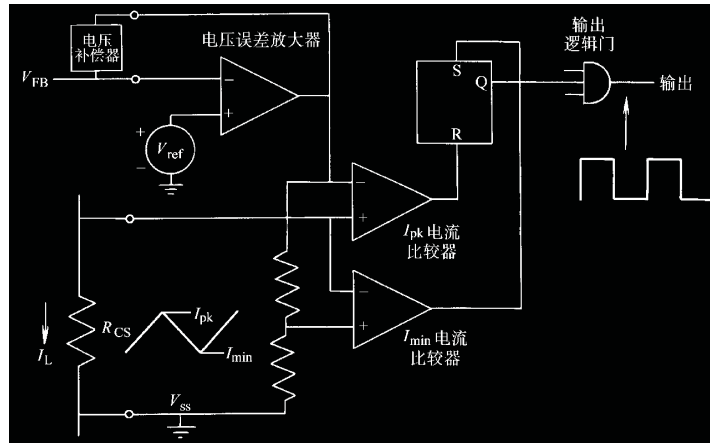 电压
补偿器
电压误差放大器
输出
逻辑门
V_FB
−
+
+
−
V_ref
S
Q
R
输出
−
+
I_pk 电流
比较器
−
+
I_min 电流
比较器
I_L
R_CS
I_pk
I_min
V_ss